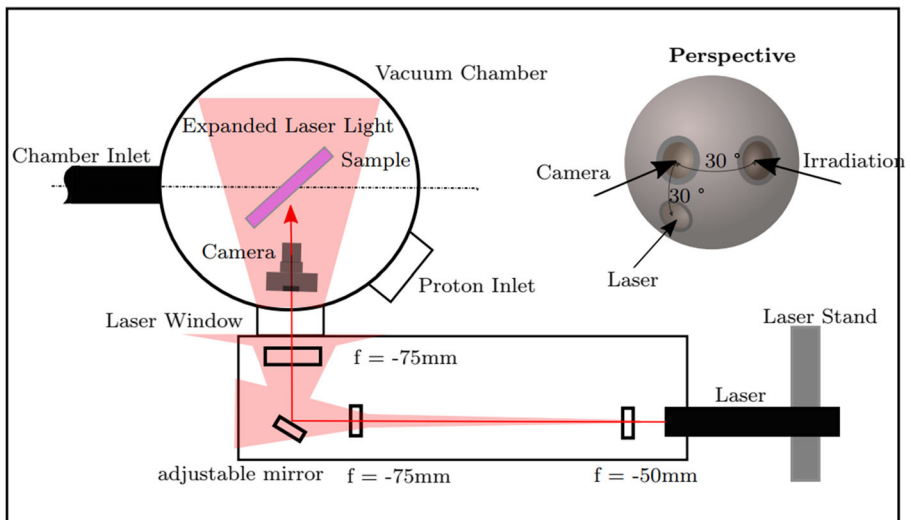 Perspective
Vacuum Chamber
Expanded Laser Light
Sample
Chamber Inlet
30 °
Camera
Irradiation
30 °
Camera
Laser
Proton Inlet
Laser Window
Laser Stand
f = -75mm
Laser
adjustable mirror
f = -75mm
f = -50mm